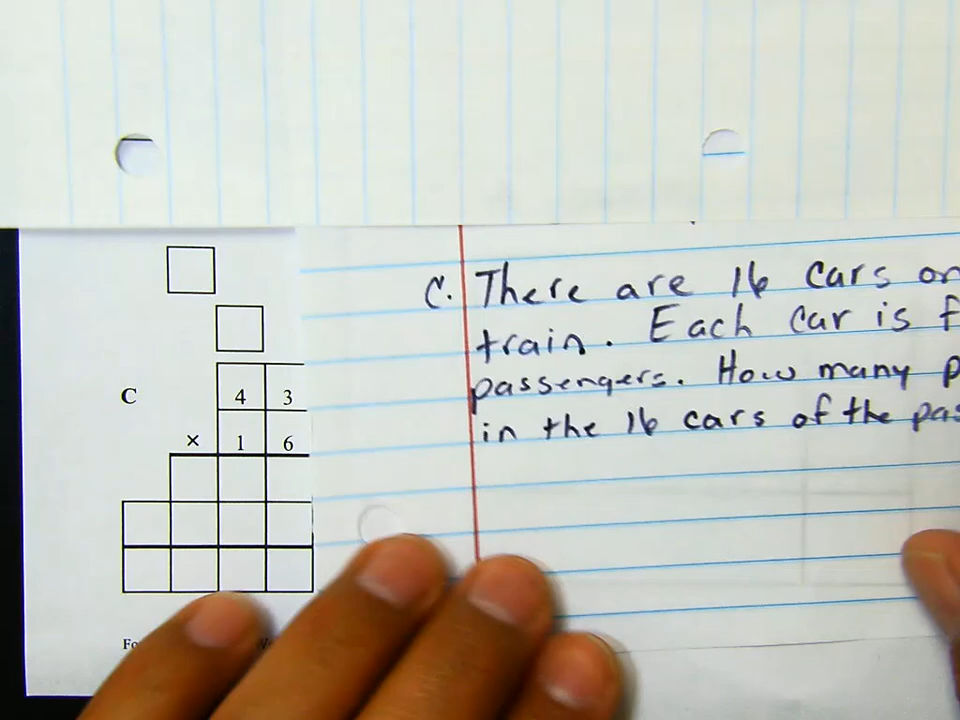 C. There are 16 cars on
train. Each car is
passengers. How many
in the 16 cars of the
C
4 3
× 1 6